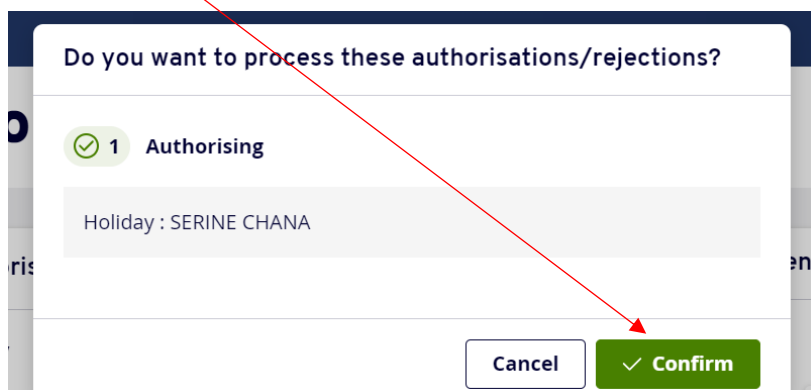 Do you want to process these authorisations/rejections?
1 Authorising
Holiday : SERINE CHANA
Cancel
Confirm